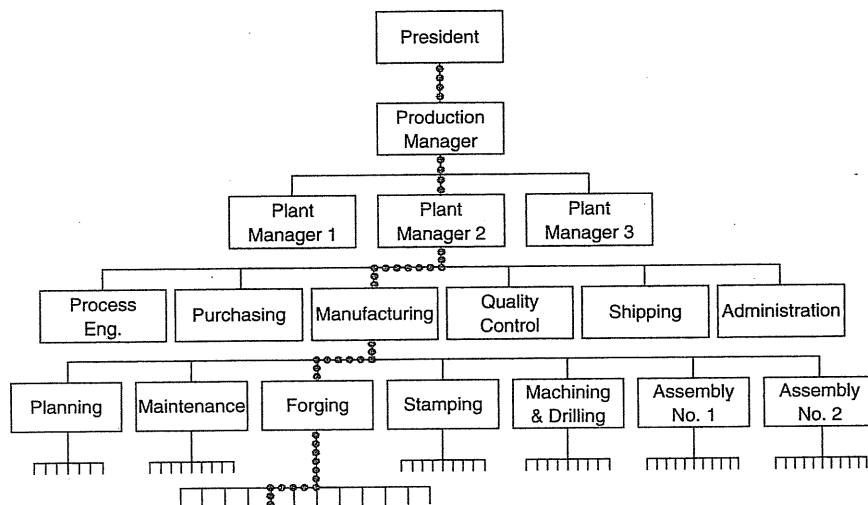 President
Production
Manager
Plant
Manager 1
Plant
Manager 2
Plant
Manager 3
Process
Eng.
Purchasing
Manufacturing
Quality
Control
Shipping
Administration
Planning
Maintenance
Forging
Stamping
Machining
& Drilling
Assembly
No. 1
Assembly
No. 2